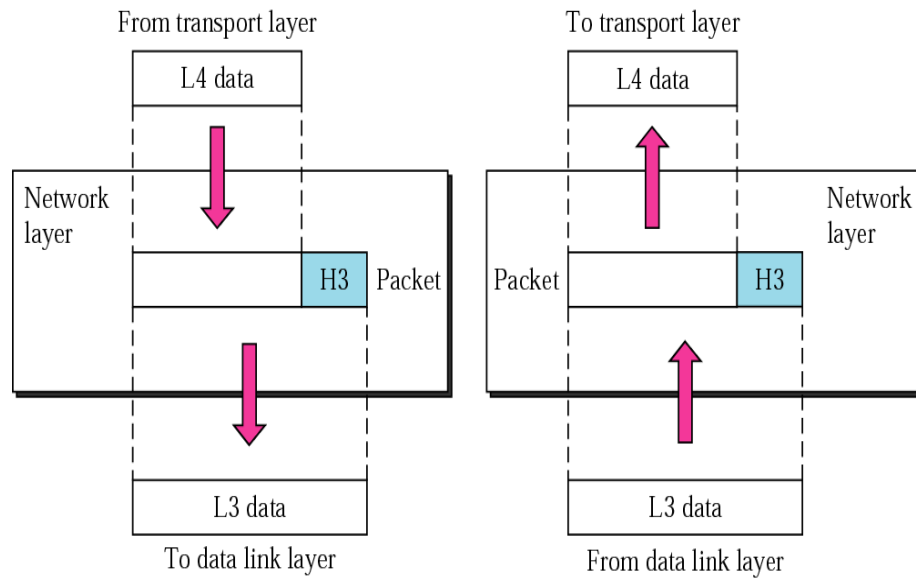 From transport layer
L4 data
Network
layer
H3
Packet
L3 data
To data link layer
To transport layer
L4 data
Network
layer
Packet
H3
L3 data
From data link layer